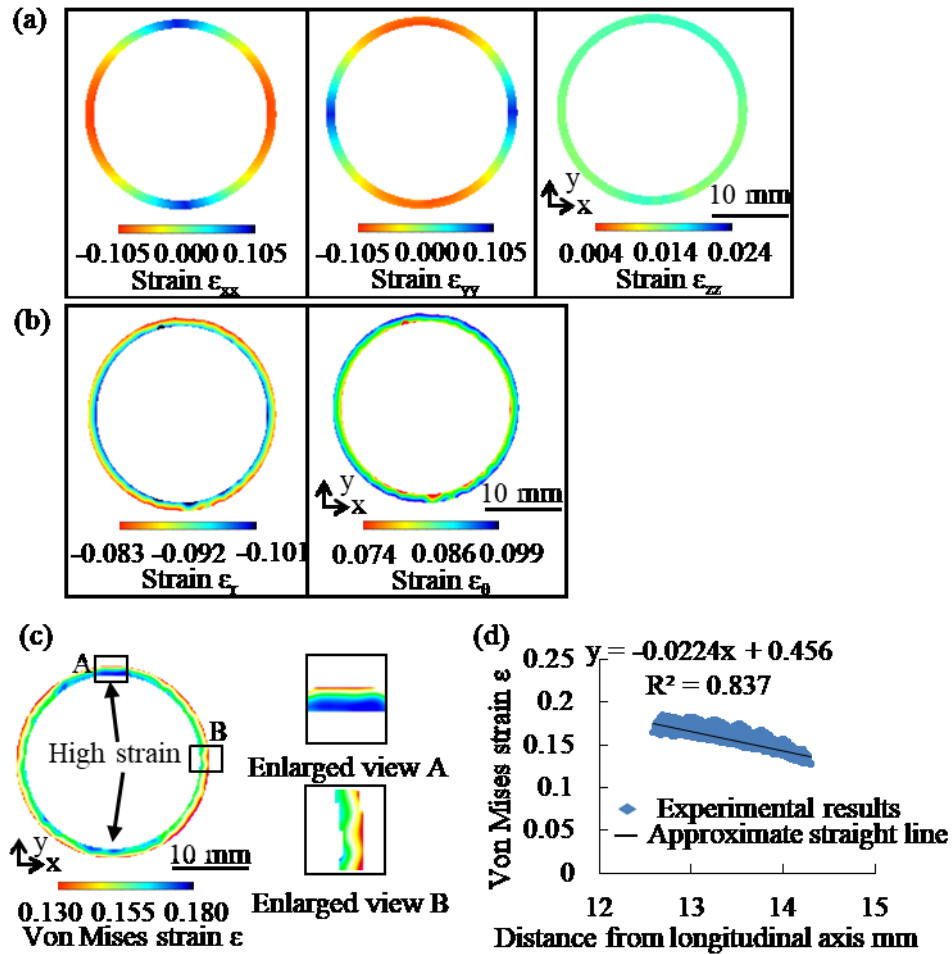 (a)
y
x
10 mm
-0.105 0.000 0.105
Strain εxx
-0.105 0.000 0.105
Strain εyy
0.004 0.014 0.024
Strain εzz
(b)
y
x
10 mm
-0.083 -0.092 -0.101
Strain εr
0.074 0.086 0.099
Strain εθ
(c)
A
B
High strain
y
x
10 mm
0.130 0.155 0.180
Von Mises strain ε
Enlarged view A
Enlarged view B
(d)
y = -0.0224x + 0.456
R² = 0.837
0.25
0.2
0.15
0.1
0.05
0
Von Mises strain ε
Experimental results
Approximate straight line
12 13 14 15
Distance from longitudinal axis mm